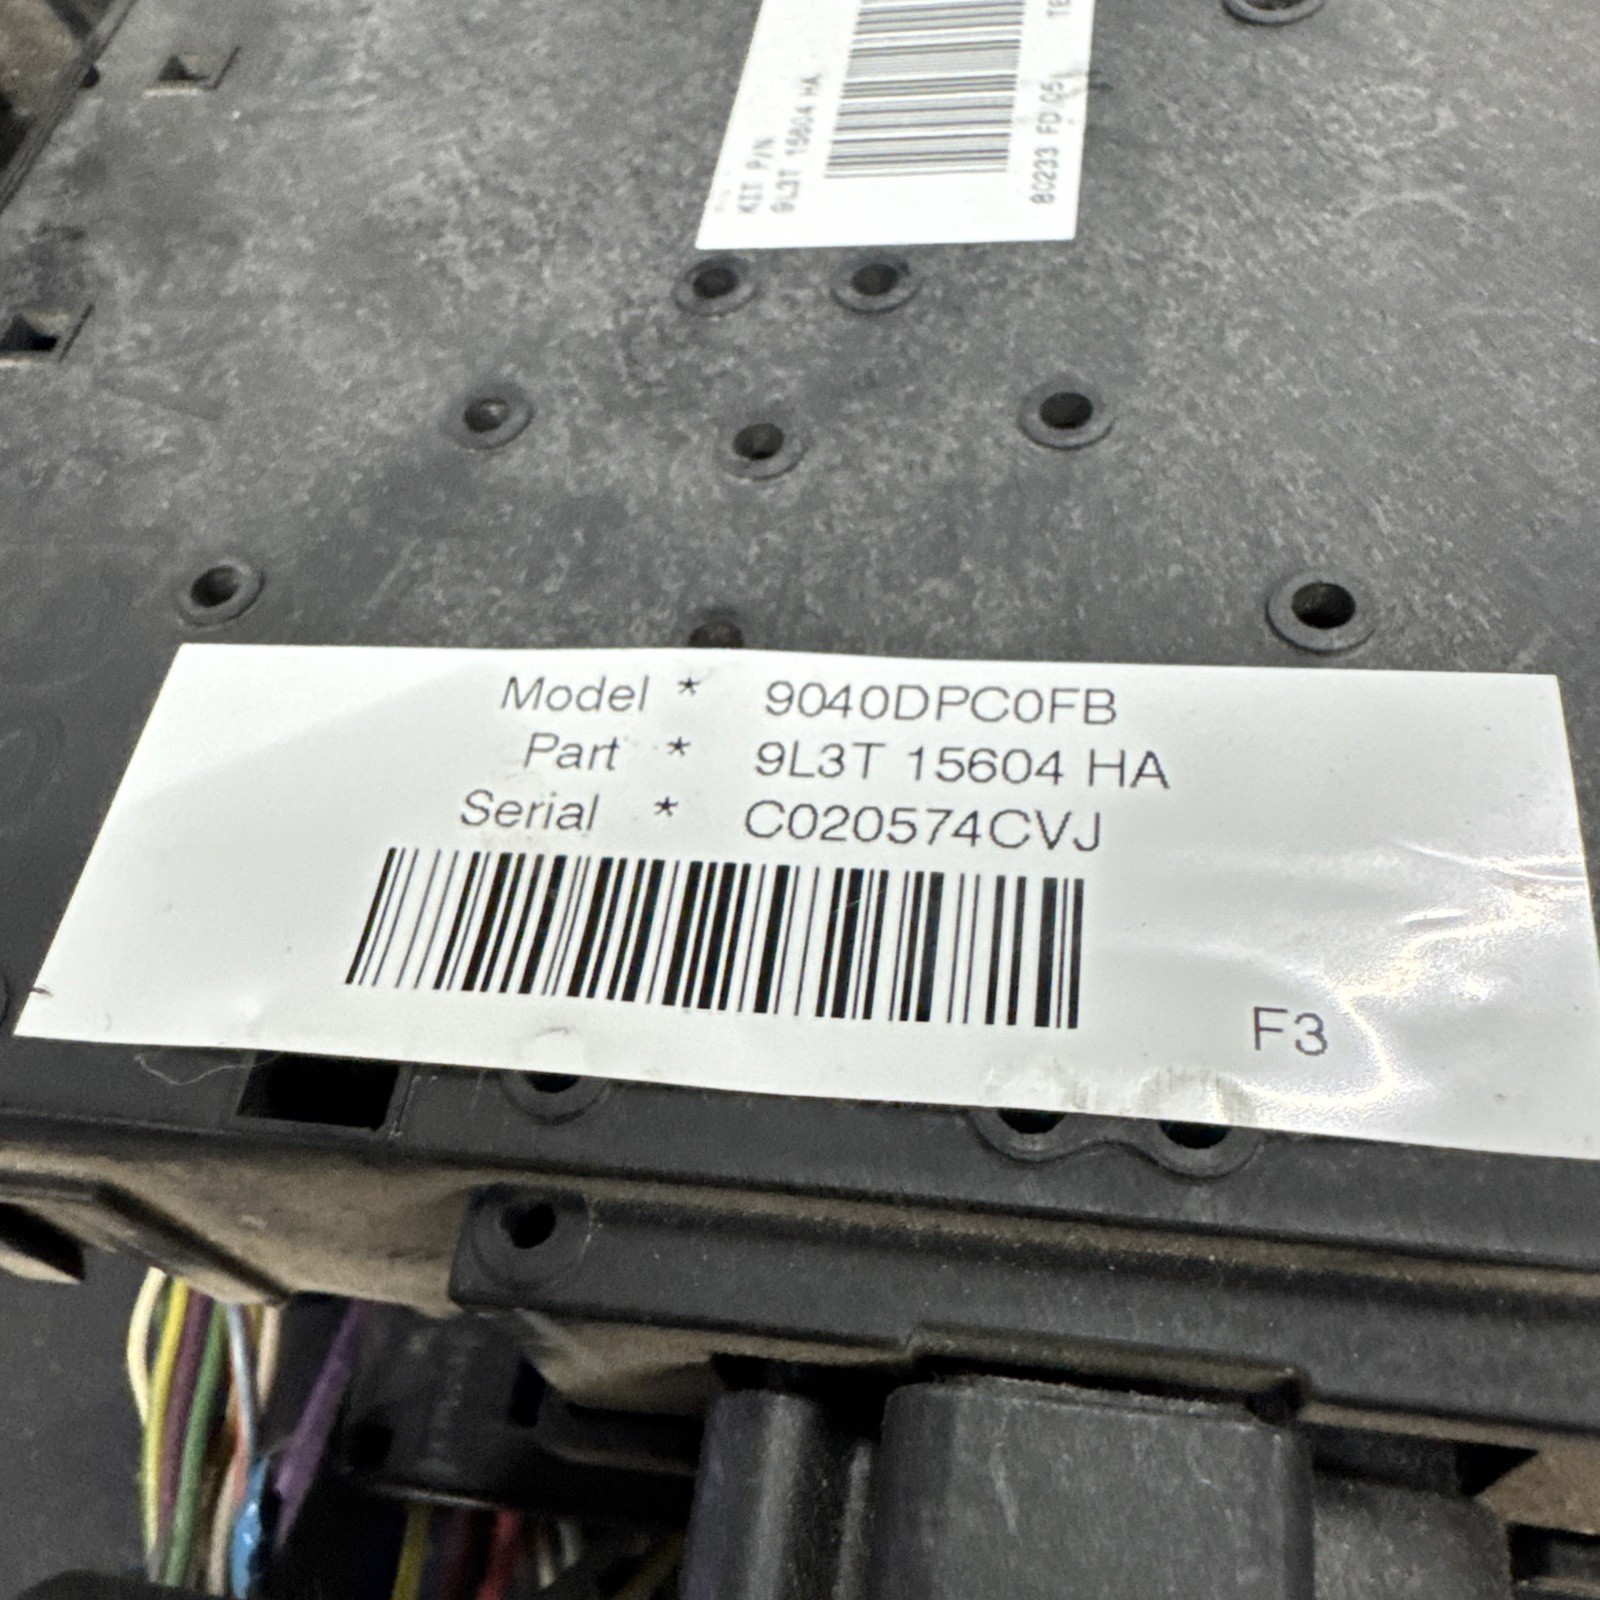 KIT P/N
9L3T 15604 HA
80233 FD 05
Model * 9040DPC0FB
Part * 9L3T 15604 HA
Serial * C020574CVJ
F3